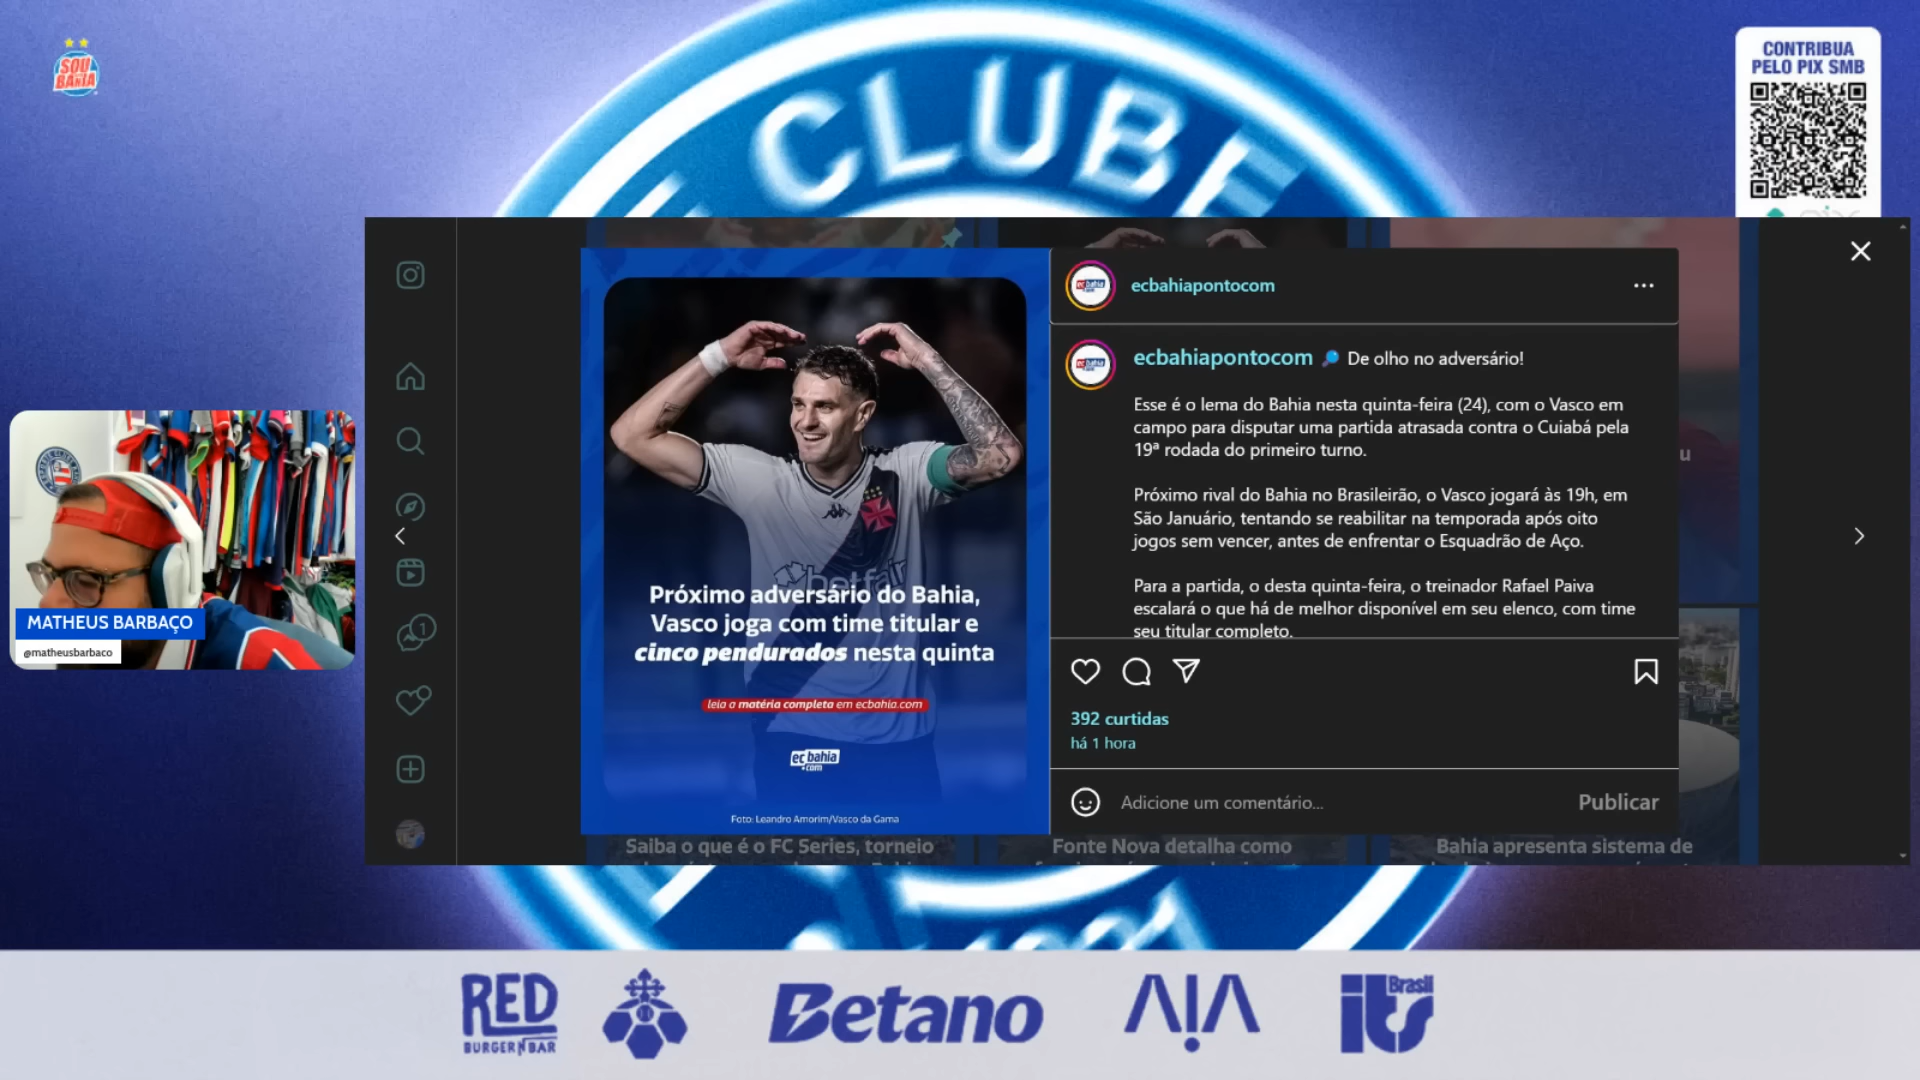 SOU
BAHIA
CLUBE
CONTRIBUA
PELO PIX SMB
pix
MATHEUS BARBAÇO
@matheusbarbaco
1
betfair
Próximo adversário do Bahia,
Vasco joga com time titular e
cinco pendurados nesta quinta
leia a matéria completa em ecbahia.com
ecbahia
.com
Foto: Leandro Amorim/Vasco da Gama
ecbahiapontocom
ecbahiapontocom 🔎 De olho no adversário!
Esse é o lema do Bahia nesta quinta-feira (24), com o Vasco em
campo para disputar uma partida atrasada contra o Cuiabá pela
19ª rodada do primeiro turno.
Próximo rival do Bahia no Brasileirão, o Vasco jogará às 19h, em
São Januário, tentando se reabilitar na temporada após oito
jogos sem vencer, antes de enfrentar o Esquadrão de Aço.
Para a partida, o desta quinta-feira, o treinador Rafael Paiva
escalará o que há de melhor disponível em seu elenco, com time
seu titular completo.
392 curtidas
há 1 hora
Adicione um comentário...
Publicar
Saiba o que é o FC Series, torneio
Fonte Nova detalha como
Bahia apresenta sistema de
1931
RED
BURGER N' BAR
Betano
AIA
its Brasil